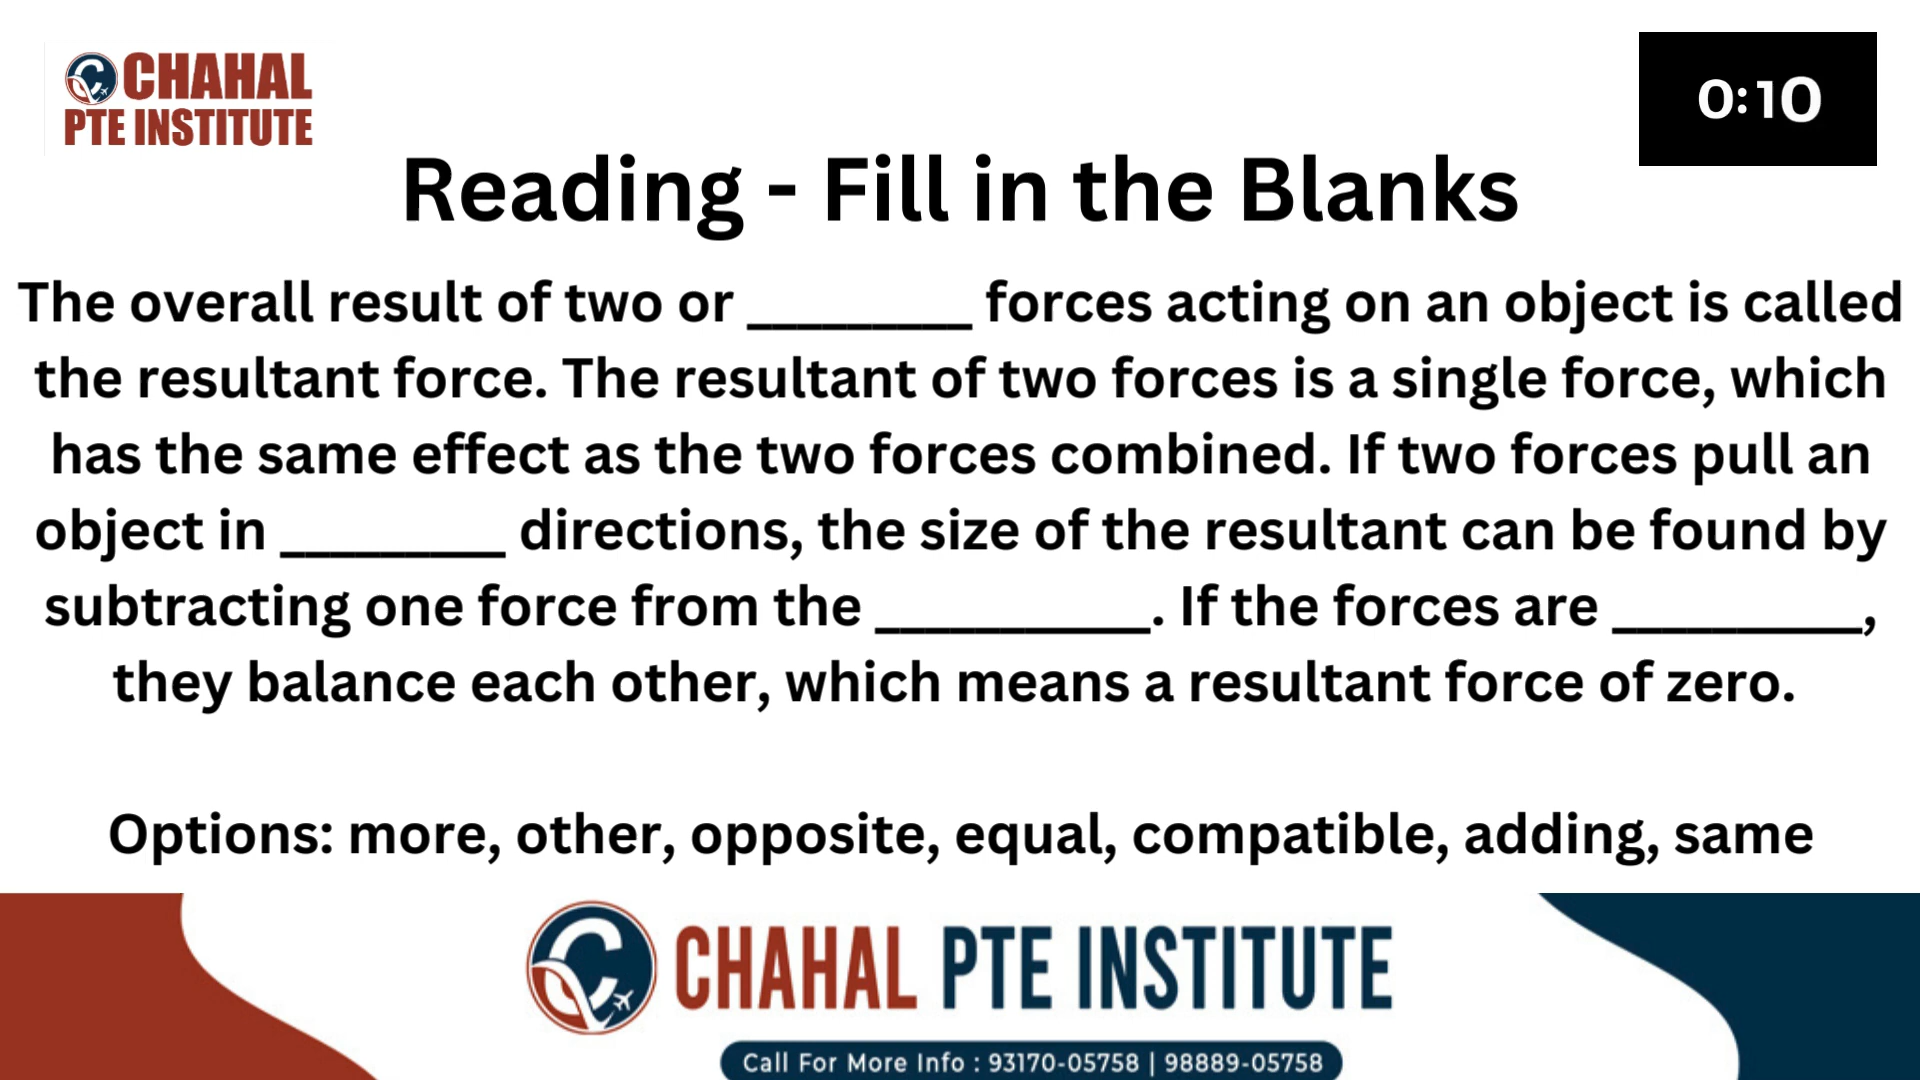 CHAHAL
PTE INSTITUTE
0:10
Reading - Fill in the Blanks
The overall result of two or _________ forces acting on an object is called
the resultant force. The resultant of two forces is a single force, which
has the same effect as the two forces combined. If two forces pull an
object in _________ directions, the size of the resultant can be found by
subtracting one force from the ___________. If the forces are __________,
they balance each other, which means a resultant force of zero.
Options: more, other, opposite, equal, compatible, adding, same
CHAHAL PTE INSTITUTE
Call For More Info : 93170-05758 | 98889-05758